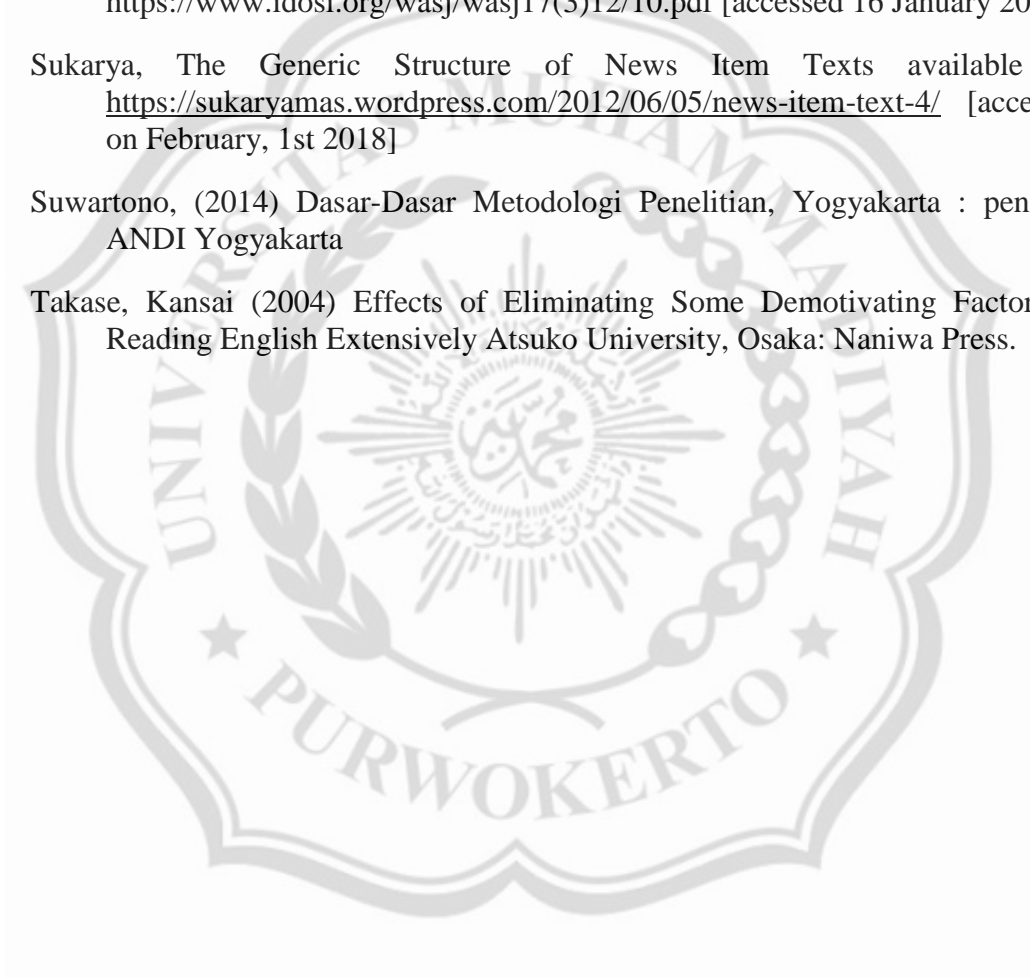 https://www.idosi.org/wasj/wasj17(3)12/10.pdf [accessed 16 January 20
Sukarya, The Generic Structure of News Item Texts available
https://sukaryamas.wordpress.com/2012/06/05/news-item-text-4/ [acce
on February, 1st 2018]
Suwartono, (2014) Dasar-Dasar Metodologi Penelitian, Yogyakarta : pen
ANDI Yogyakarta
Takase, Kansai (2004) Effects of Eliminating Some Demotivating Factor
Reading English Extensively Atsuko University, Osaka: Naniwa Press.
UNIVERSITAS MUHAMMADIYAH
PURWOKERTO